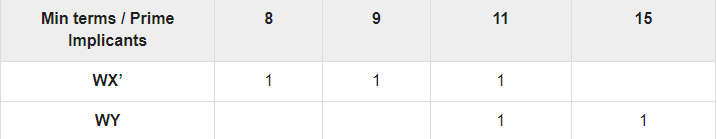 Min terms / Prime 8 9 11 15
Implicants
WX’ 1 1 1
WY 1 1